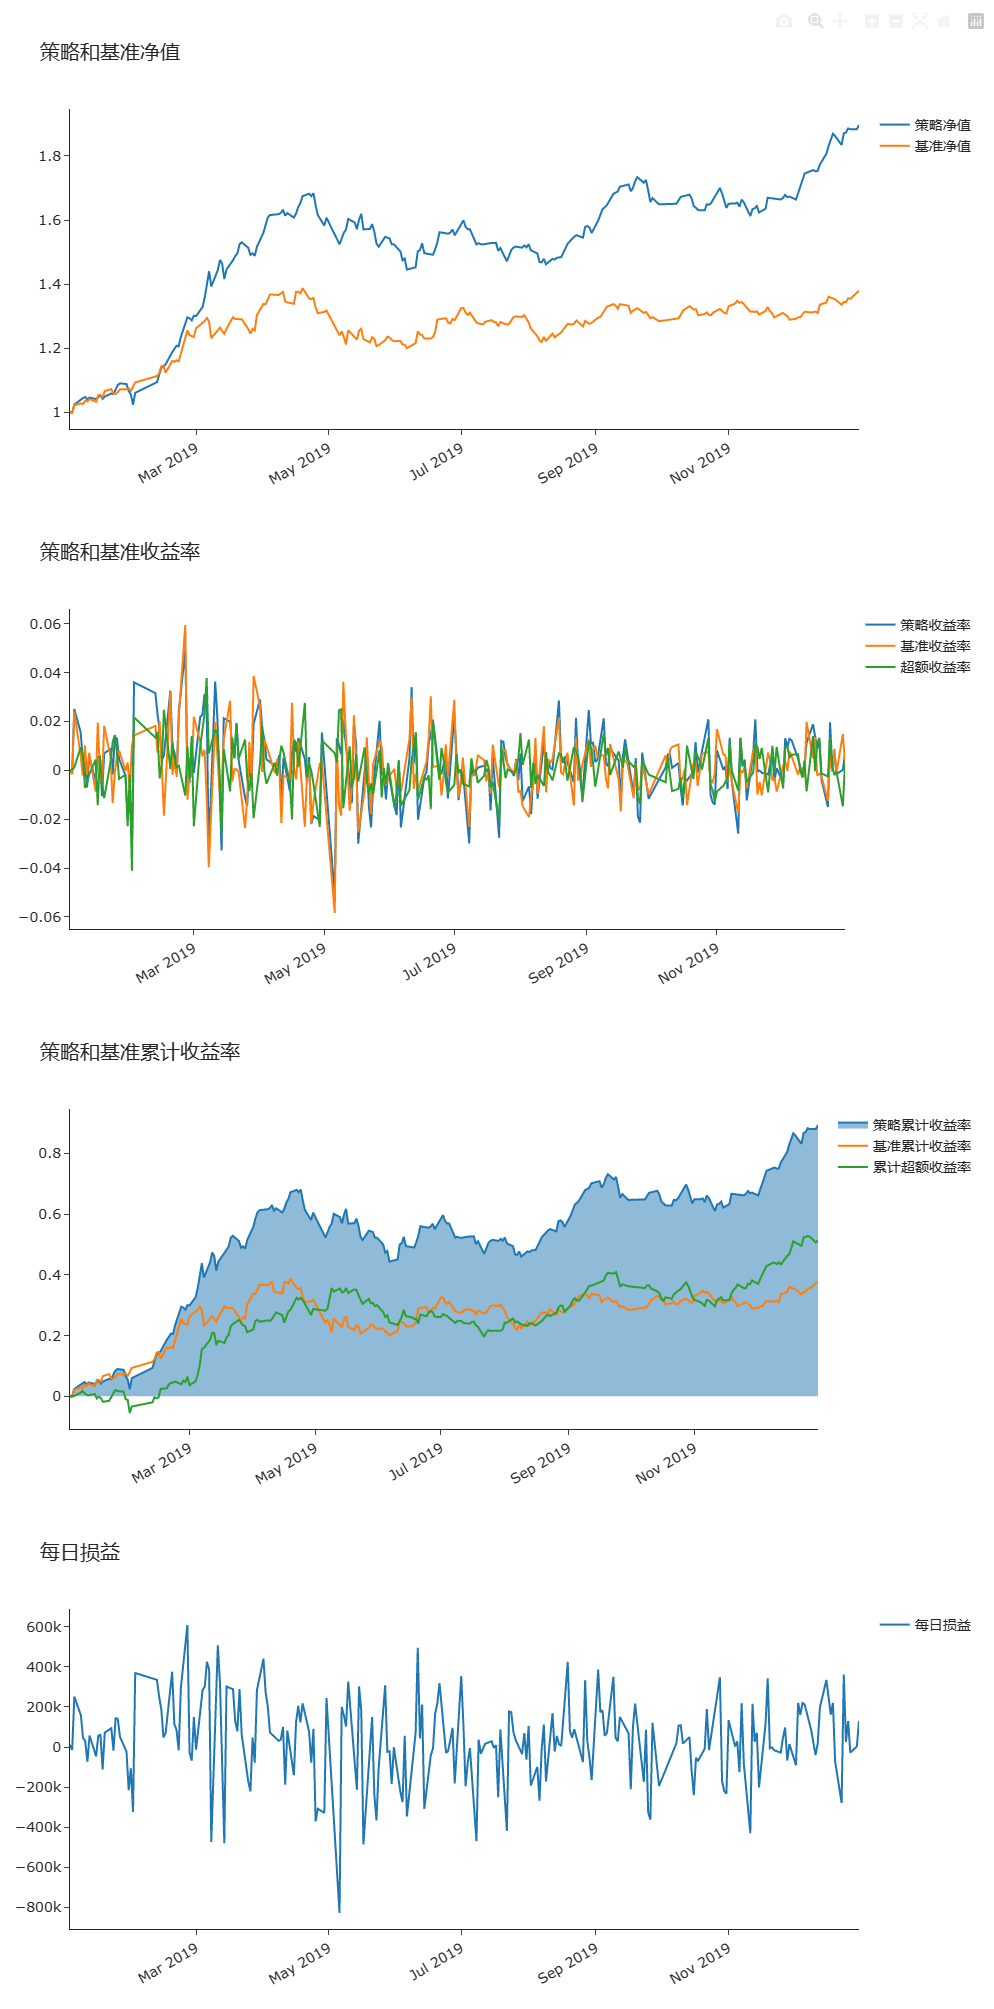 策略和基准净值
策略净值
基准净值
1.8
1.6
1.4
1.2
1
Mar 2019
May 2019
Jul 2019
Sep 2019
Nov 2019
策略和基准收益率
策略收益率
基准收益率
超额收益率
0.06
0.04
0.02
0
−0.02
−0.04
−0.06
Mar 2019
May 2019
Jul 2019
Sep 2019
Nov 2019
策略和基准累计收益率
策略累计收益率
基准累计收益率
累计超额收益率
0.8
0.6
0.4
0.2
0
Mar 2019
May 2019
Jul 2019
Sep 2019
Nov 2019
每日损益
每日损益
600k
400k
200k
0
−200k
−400k
−600k
−800k
Mar 2019
May 2019
Jul 2019
Sep 2019
Nov 2019